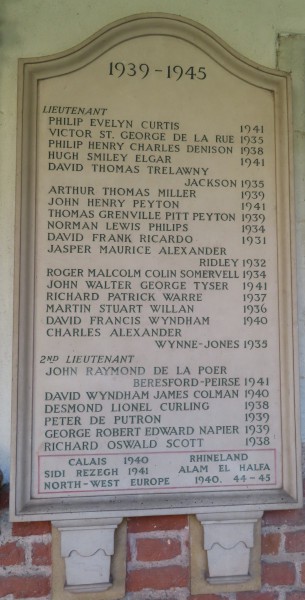 1939-1945
LIEUTENANT
PHILIP EVELYN CURTIS 1941
VICTOR ST. GEORGE DE LA RUE 1935
PHILIP HENRY CHARLES DENISON 1938
HUGH SMILEY ELGAR 1941
DAVID THOMAS TRELAWNY
JACKSON 1935
ARTHUR THOMAS MILLER 1939
JOHN HENRY PEYTON 1941
THOMAS GRENVILLE PITT PEYTON 1939
NORMAN LEWIS PHILIPS 1934
DAVID FRANK RICARDO 1931
JASPER MAURICE ALEXANDER
RIDLEY 1932
ROGER MALCOLM COLIN SOMERVELL 1934
JOHN WALTER GEORGE TYSER 1941
RICHARD PATRICK WARRE 1937
MARTIN STUART WILLAN 1936
DAVID FRANCIS WYNDHAM 1940
CHARLES ALEXANDER
WYNNE-JONES 1935
2ND LIEUTENANT
JOHN RAYMOND DE LA POER
BERESFORD-PEIRSE 1941
DAVID WYNDHAM JAMES COLMAN 1940
DESMOND LIONEL CURLING 1938
PETER DE PUTRON 1939
GEORGE ROBERT EDWARD NAPIER 1939
RICHARD OSWALD SCOTT 1938
CALAIS 1940 RHINELAND
SIDI REZEGH 1941 ALAM EL HALFA
NORTH-WEST EUROPE 1940. 44-45